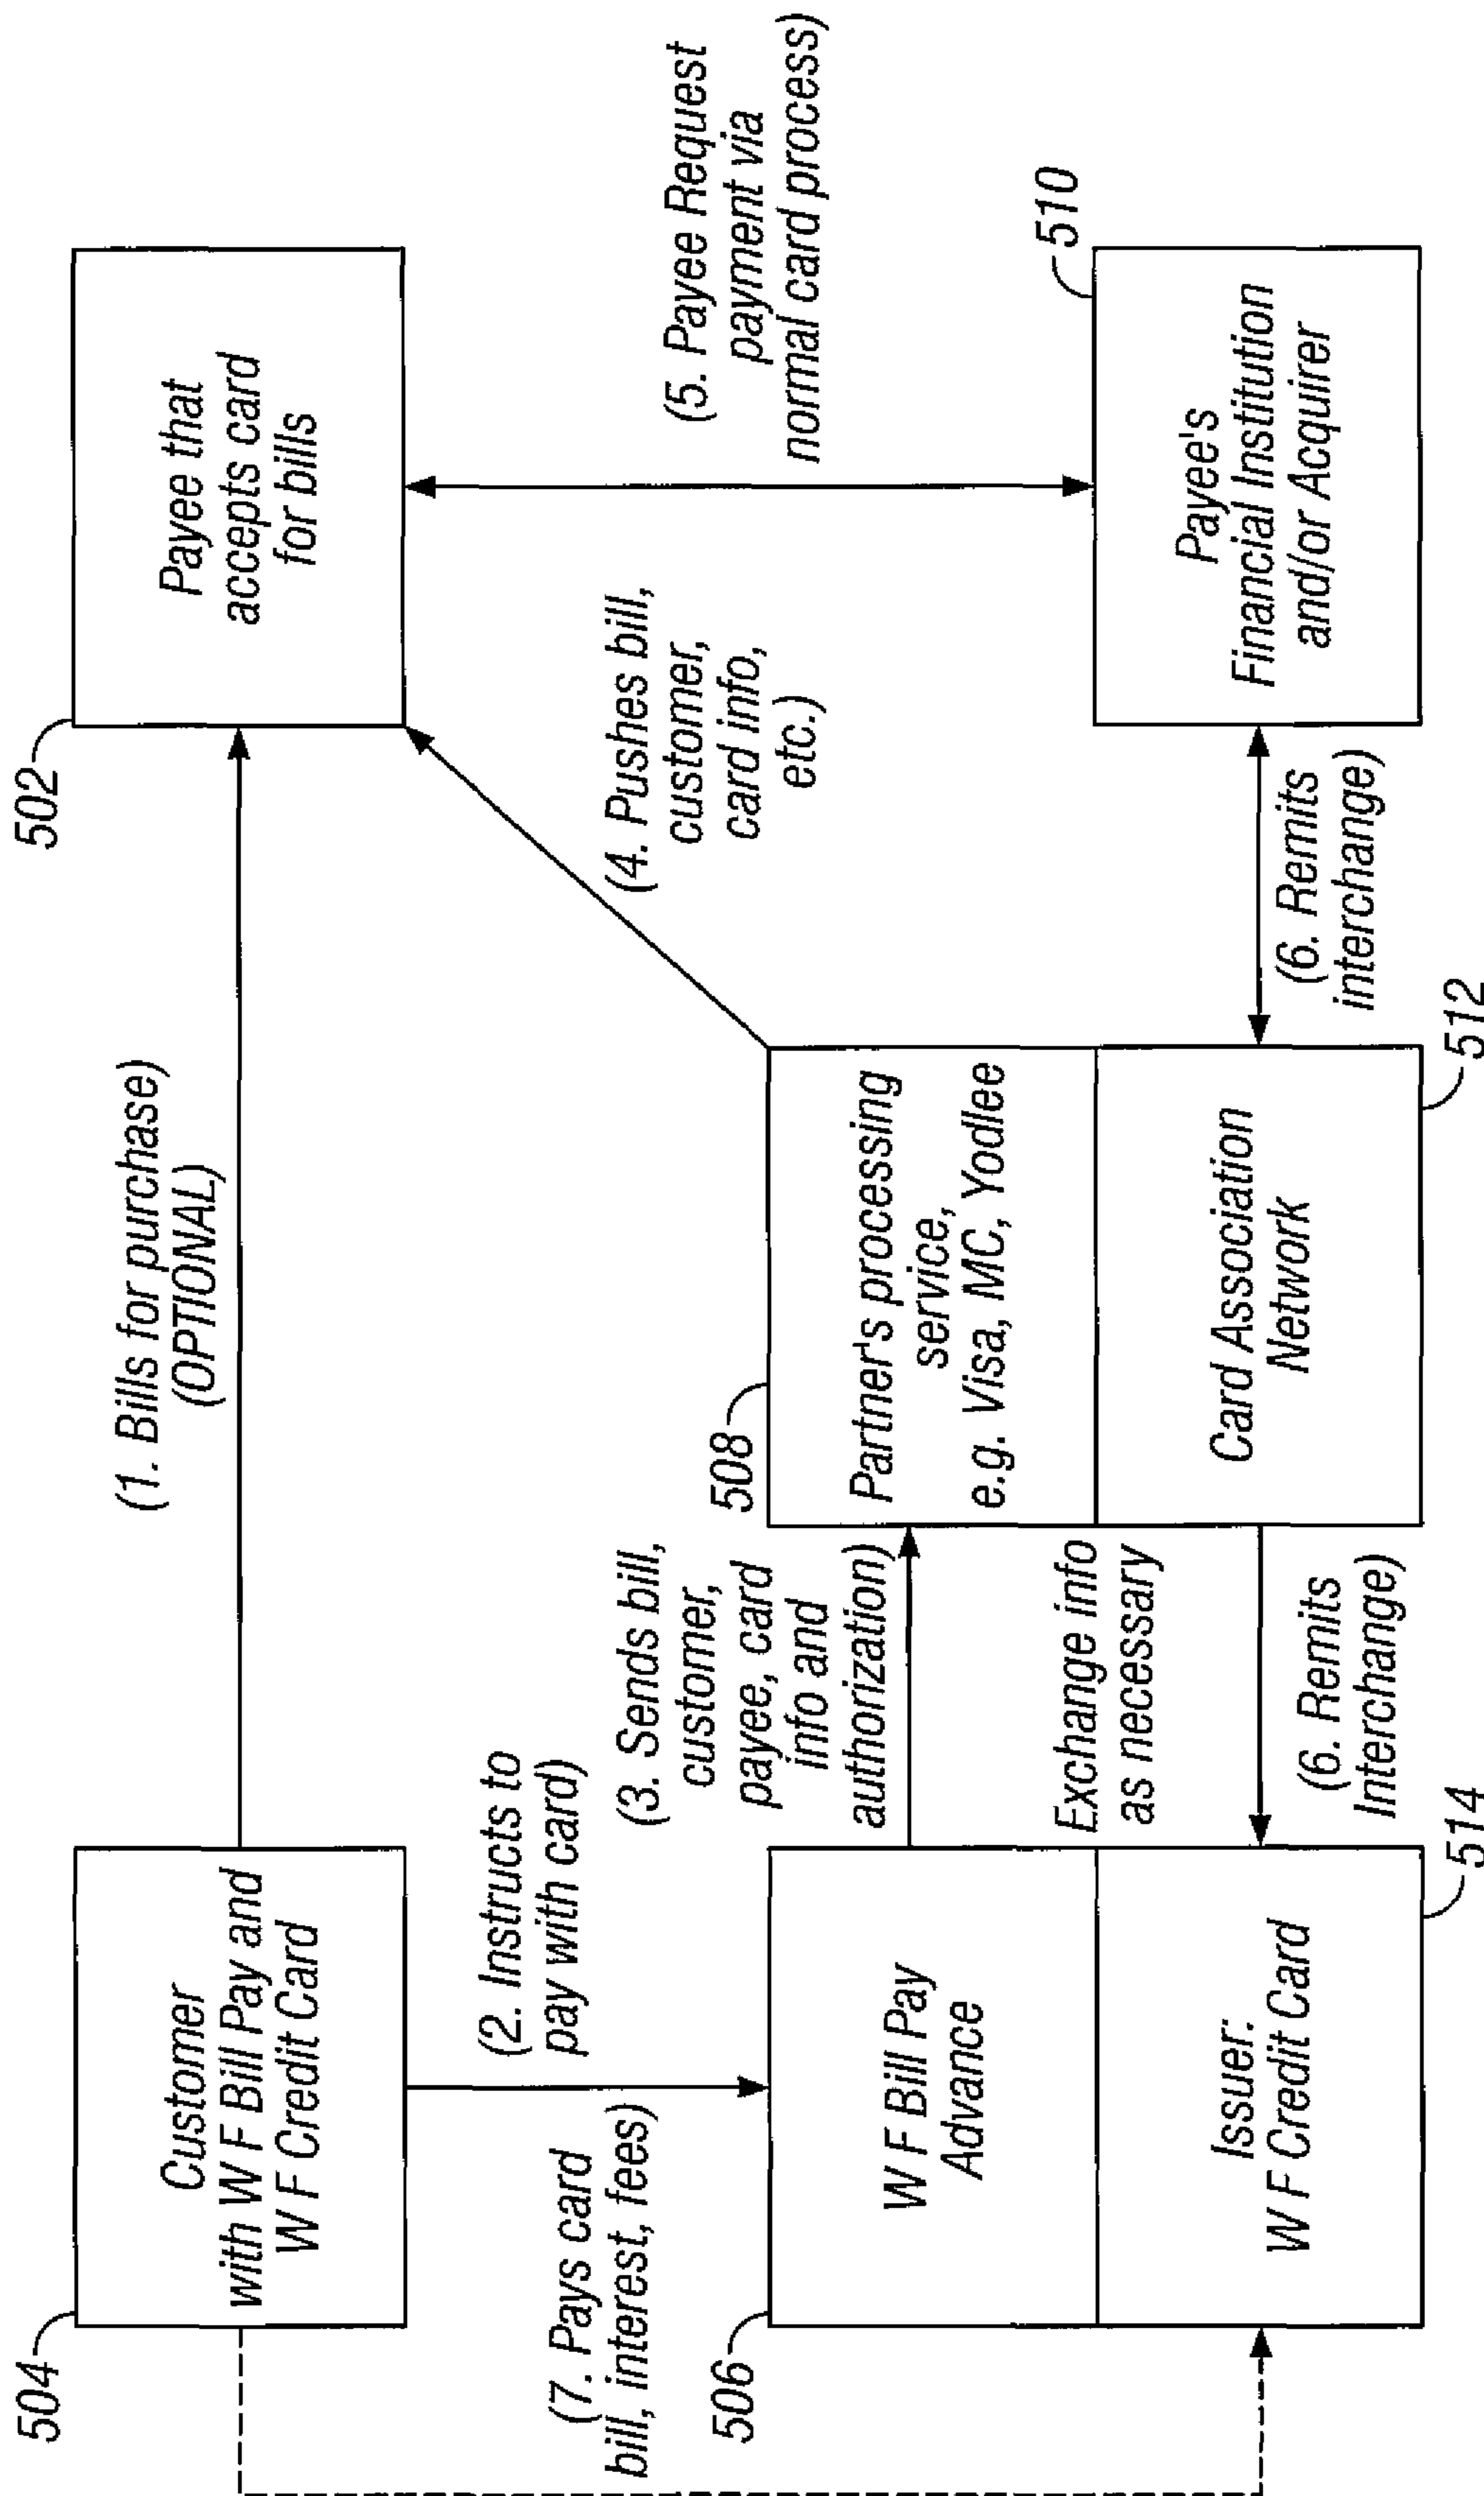 504
Customer
with W F Bill Pay and
W F Credit Card
(1. Bills for purchase)
(OPTIONAL)
502
Payee that
accepts card
for bills
(2. Instructs to
pay with card)
(7. Pays card
bill, interest, fees)
(3. Sends bill,
customer,
payee, card
info and
authorization)
(4. Pushes bill,
customer,
card info,
etc.)
(5. Payee Request
payment via
normal card process)
506
W F Bill Pay
Advance
Exchange info
as necessary
508
Partner's processing
service,
e.g. Visa, MC, Yodlee
510
Payee's
Financial Institution
and/or Acquirer
Issuer:
W F Credit Card
514
(6. Remits
Interchange)
Card Association
Network
512
(6. Remits
interchange)